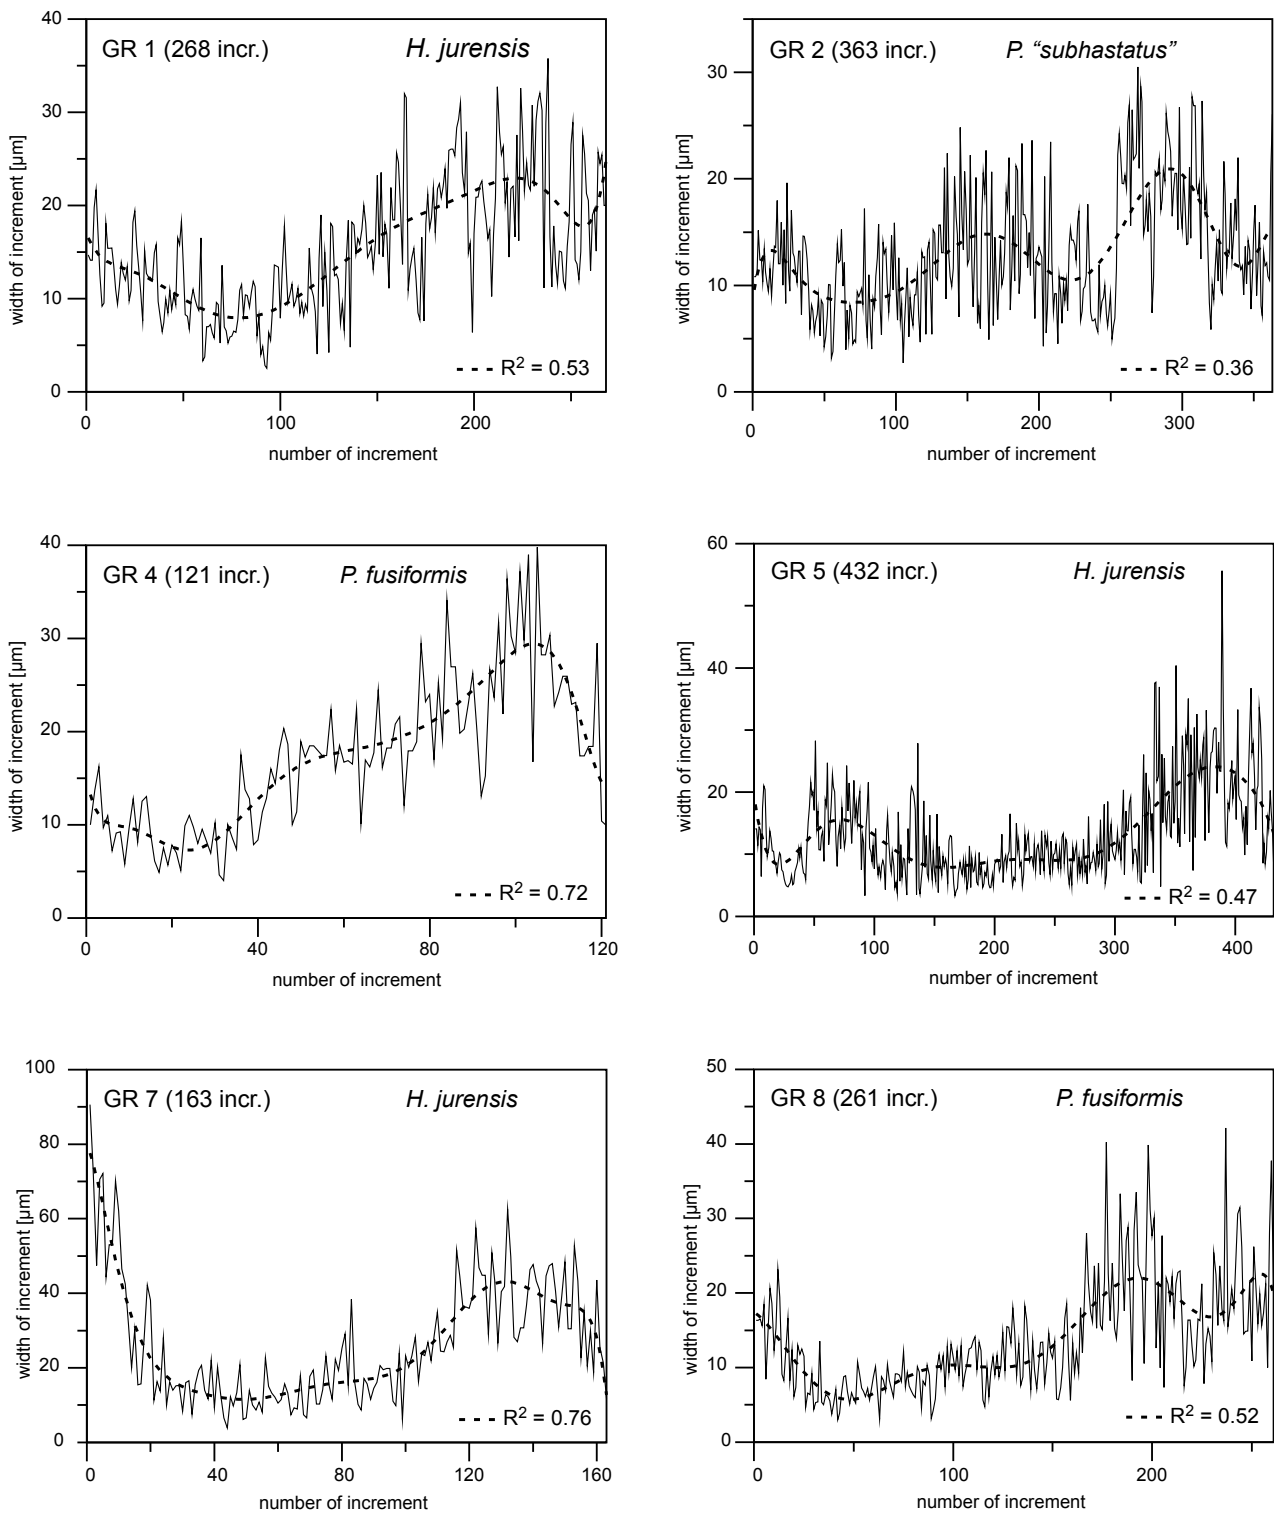 GR 1 (268 incr.) H. jurensis
width of increment [µm]
40
30
20
10
0
R² = 0.53
0 100 200
number of increment
GR 2 (363 incr.) P. “subhastatus”
width of increment [µm]
30
20
10
0
R² = 0.36
0 100 200 300
number of increment
GR 4 (121 incr.) P. fusiformis
width of increment [µm]
40
30
20
10
0
R² = 0.72
0 40 80 120
number of increment
GR 5 (432 incr.) H. jurensis
width of increment [µm]
60
40
20
0
R² = 0.47
0 100 200 300 400
number of increment
GR 7 (163 incr.) H. jurensis
width of increment [µm]
100
80
60
40
20
0
R² = 0.76
0 40 80 120 160
number of increment
GR 8 (261 incr.) P. fusiformis
width of increment [µm]
50
40
30
20
10
0
R² = 0.52
0 100 200
number of increment